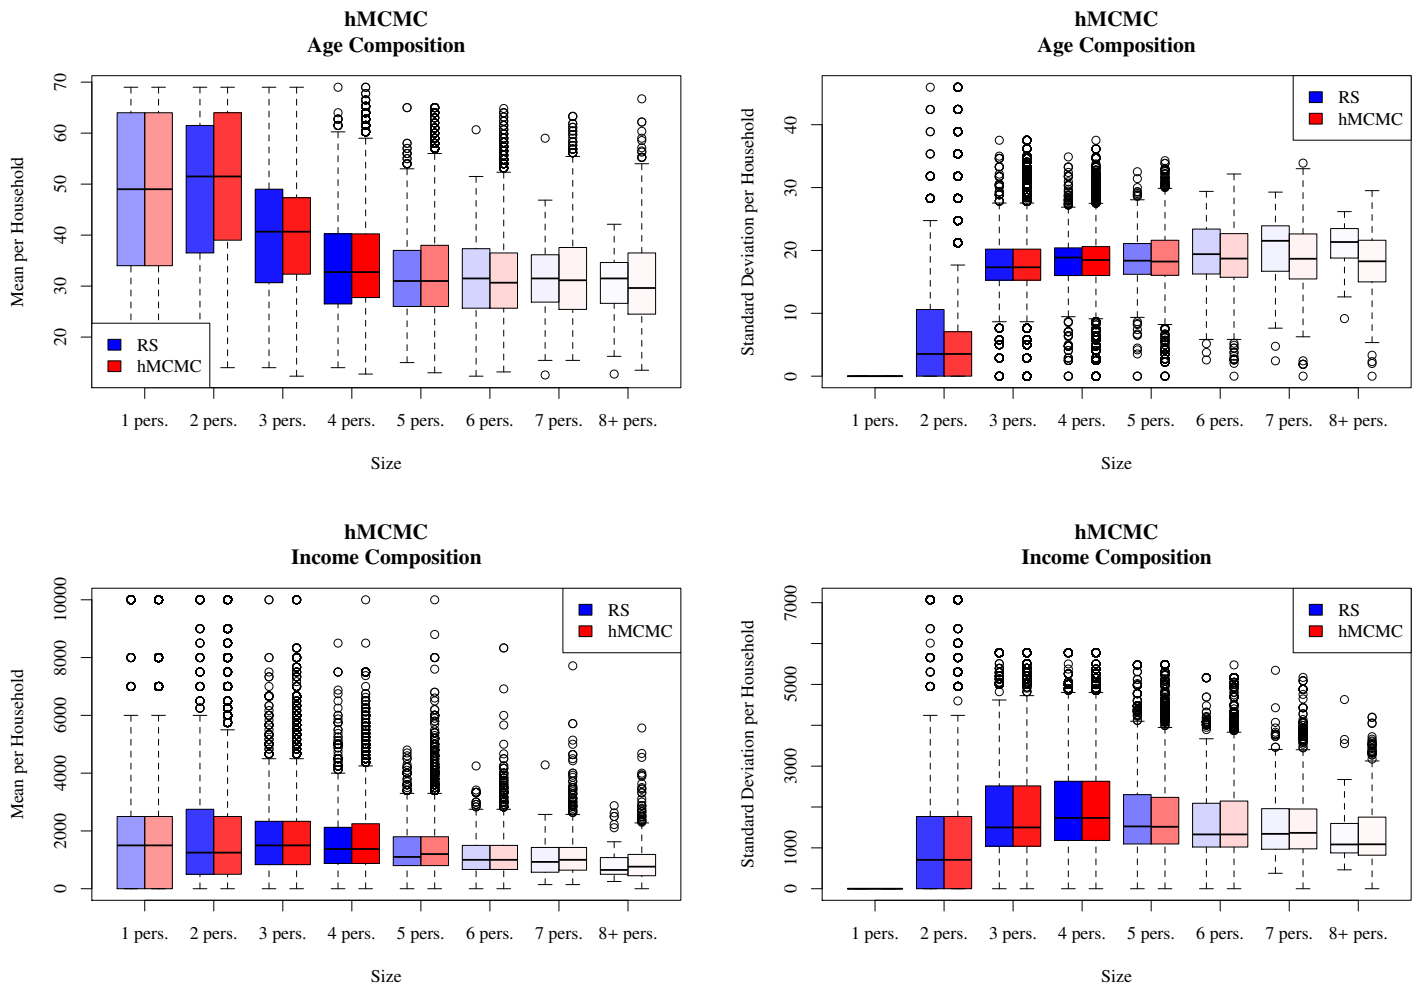 hMCMC
Age Composition
Mean per Household
70
60
50
40
30
20
RS
hMCMC
1 pers.
2 pers.
3 pers.
4 pers.
5 pers.
6 pers.
7 pers.
8+ pers.
Size
hMCMC
Age Composition
Standard Deviation per Household
40
30
20
10
0
RS
hMCMC
1 pers.
2 pers.
3 pers.
4 pers.
5 pers.
6 pers.
7 pers.
8+ pers.
Size
hMCMC
Income Composition
Mean per Household
10000
8000
6000
4000
2000
0
RS
hMCMC
1 pers.
2 pers.
3 pers.
4 pers.
5 pers.
6 pers.
7 pers.
8+ pers.
Size
hMCMC
Income Composition
Standard Deviation per Household
7000
5000
3000
1000
0
RS
hMCMC
1 pers.
2 pers.
3 pers.
4 pers.
5 pers.
6 pers.
7 pers.
8+ pers.
Size